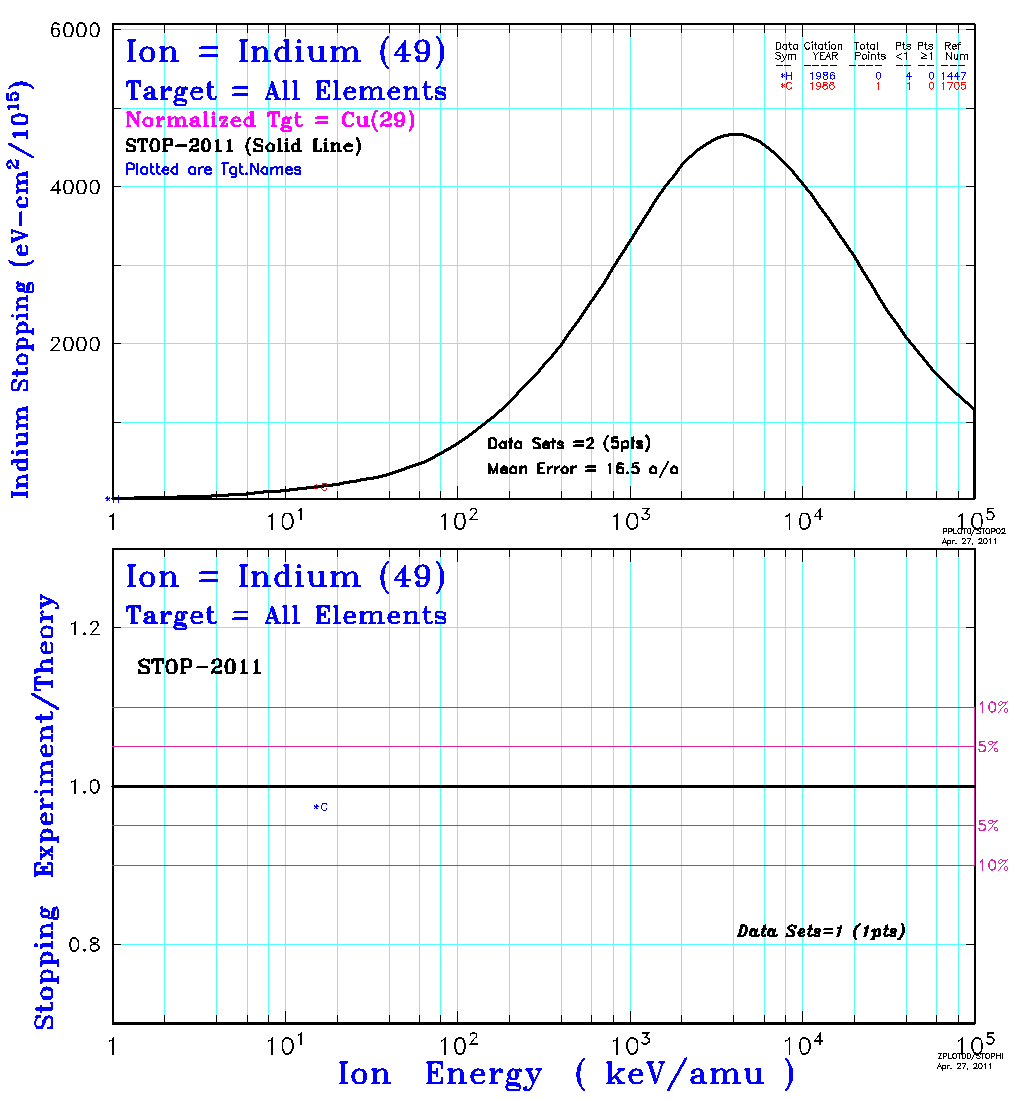 6000
4000
2000
Indium Stopping (eV-cm²/10¹⁵)
Ion = Indium (49)
Target = All Elements
Normalized Tgt = Cu(29)
STOP-2011 (Solid Line)
Plotted are Tgt.Names
Data Citation Total Pts Pts Ref
Sym YEAR Points <1 ≥1 Num
*H 1986 0 4 0 1447
*C 1986 1 1 0 1705
Data Sets =2 (5pts)
Mean Error = 16.5 o/o
*H
*C
1 10¹ 10² 10³ 10⁴ 10⁵
PPLOTD/STOP02
Apr. 27, 2011
Ion = Indium (49)
Target = All Elements
STOP-2011
1.2
1.0
0.8
Stopping Experiment/Theory
10%
5%
5%
10%
*C
Data Sets=1 (1pts)
1 10¹ 10² 10³ 10⁴ 10⁵
Ion Energy ( keV/amu )
ZPLOTDD/STOPHI
Apr. 27, 2011